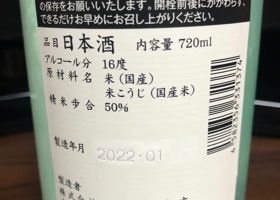 の保存をお願いいたします。開栓前後にかかわらず、
できるだけお早めにお召し上がりください。
品目 日本酒 内容量 720ml
アルコール分 16度
原材料名 米(国産)
米こうじ(国産米)
精米歩合 50%
製造年月 2022-01
製造者
株式会社